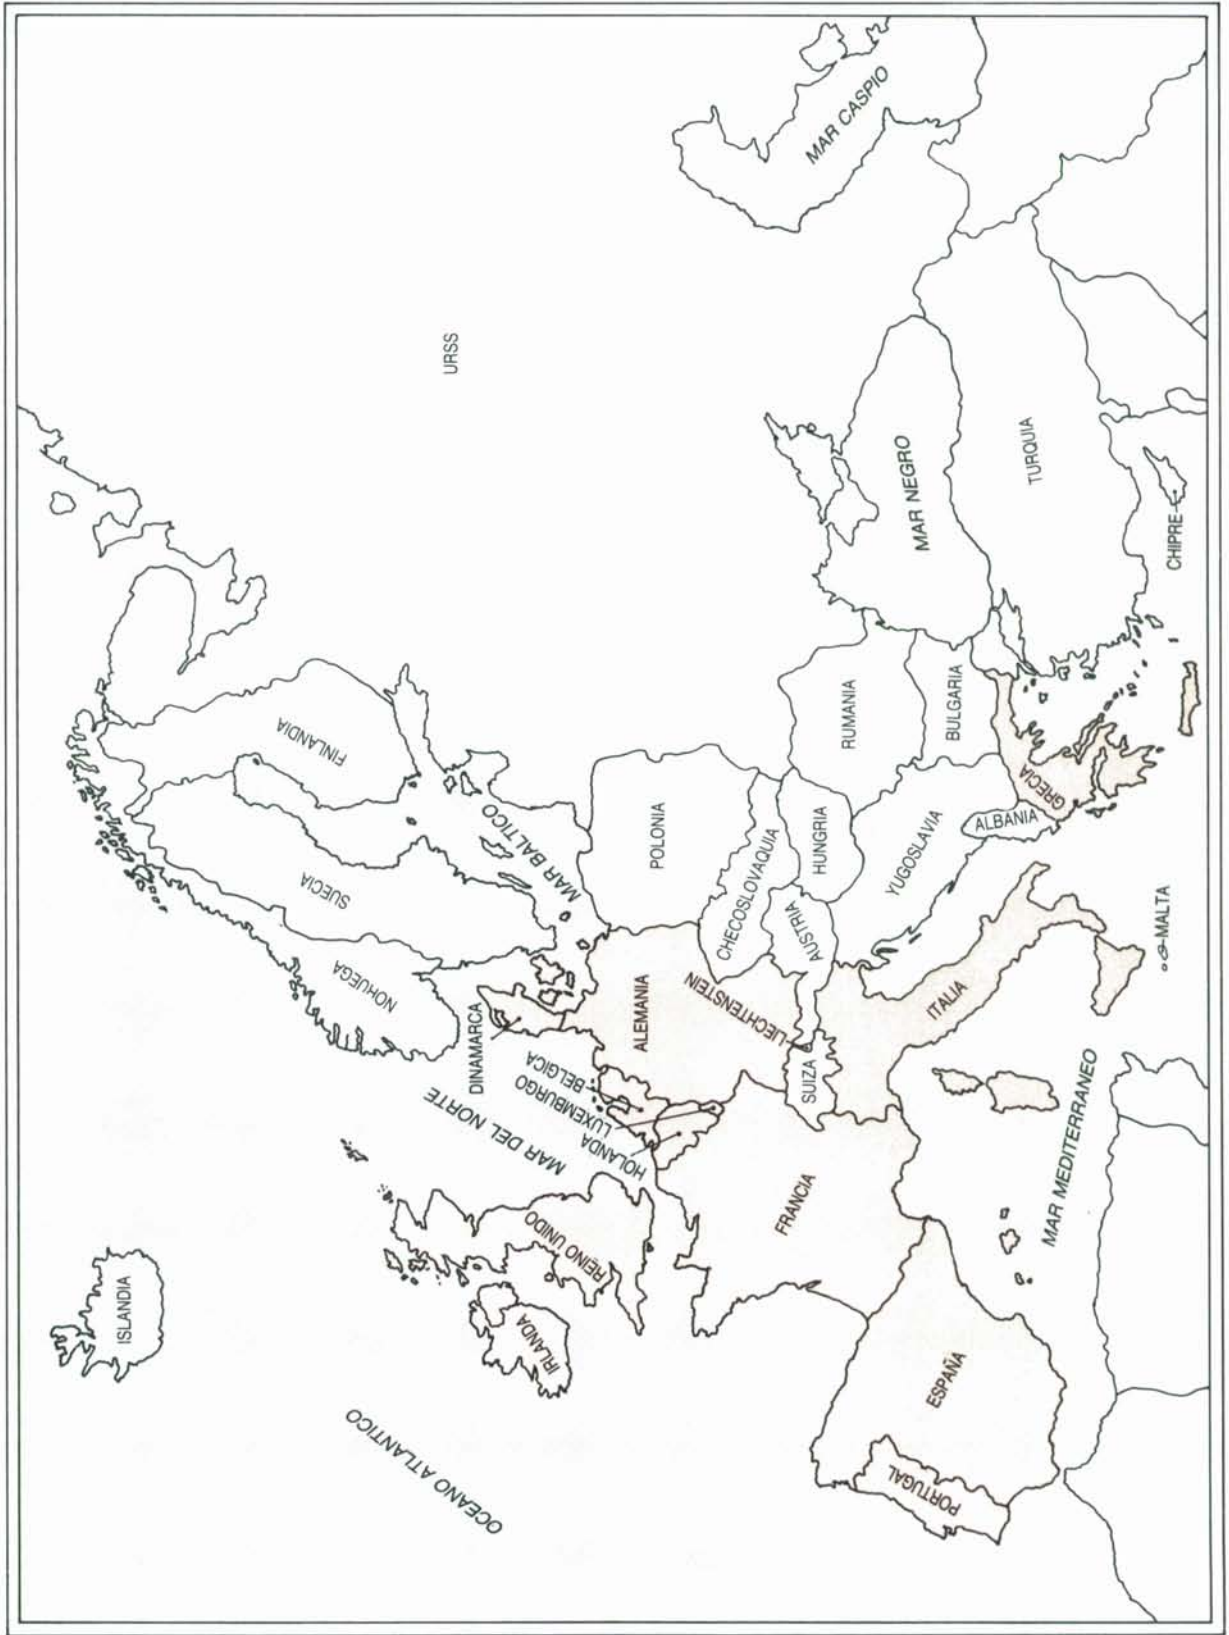 ISLANDIA
FINLANDIA
SUECIA
NOHUEGA
OCEANO ATLANTICO
URSS
MAR DEL NORTE
DINAMARCA
MAR BALTICO
IRLANDA
REINO UNIDO
HOLANDA
LUXEMBURGO
BELGICA
ALEMANIA
POLONIA
LIECHTENSTEIN
CHECOSLOVAQUIA
FRANCIA
SUIZA
AUSTRIA
HUNGRIA
RUMANIA
MAR CASPIO
PORTUGAL
ESPAÑA
ITALIA
YUGOSLAVIA
BULGARIA
MAR NEGRO
ALBANIA
GRECIA
TURQUIA
MAR MEDITERRANEO
MALTA
CHIPRE